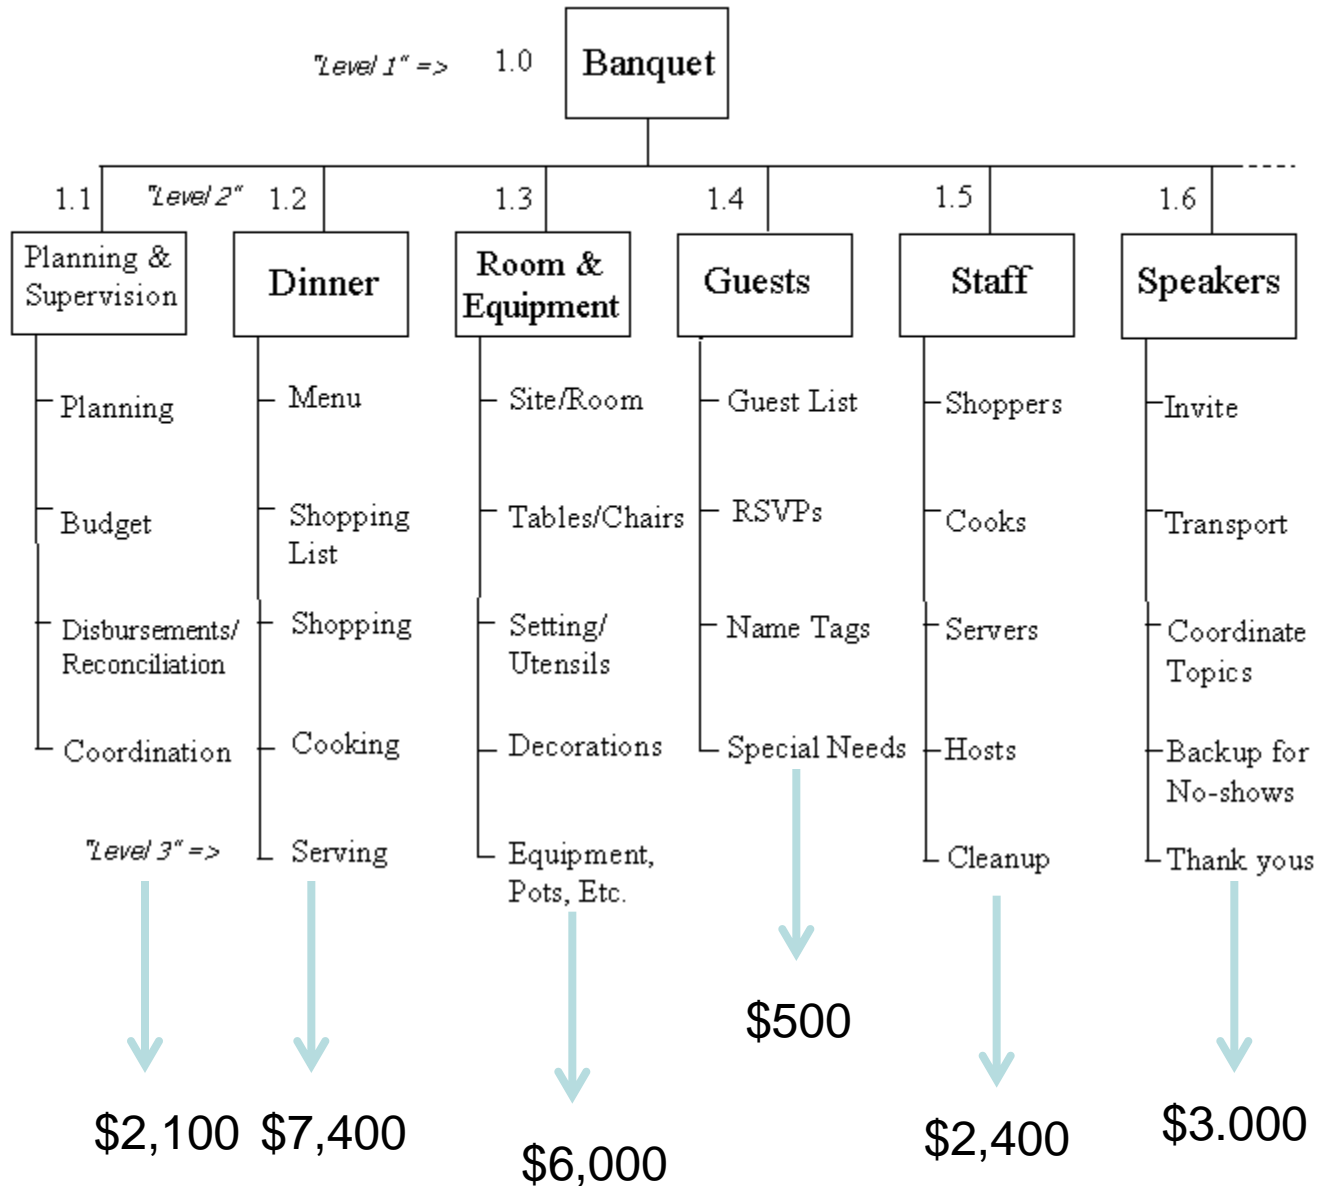 "Level 1" =>
1.0
Banquet
1.1
"Level 2"
1.2
1.3
1.4
1.5
1.6
Planning &
Supervision
Dinner
Room &
Equipment
Guests
Staff
Speakers
Planning
Budget
Disbursements/
Reconciliation
Coordination
"Level 3" =>
Menu
Shopping
List
Shopping
Cooking
Serving
Site/Room
Tables/Chairs
Setting/
Utensils
Decorations
Equipment,
Pots, Etc.
Guest List
RSVPs
Name Tags
Special Needs
Shoppers
Cooks
Servers
Hosts
Cleanup
Invite
Transport
Coordinate
Topics
Backup for
No-shows
Thank yous
$2,100
$7,400
$6,000
$500
$2,400
$3.000